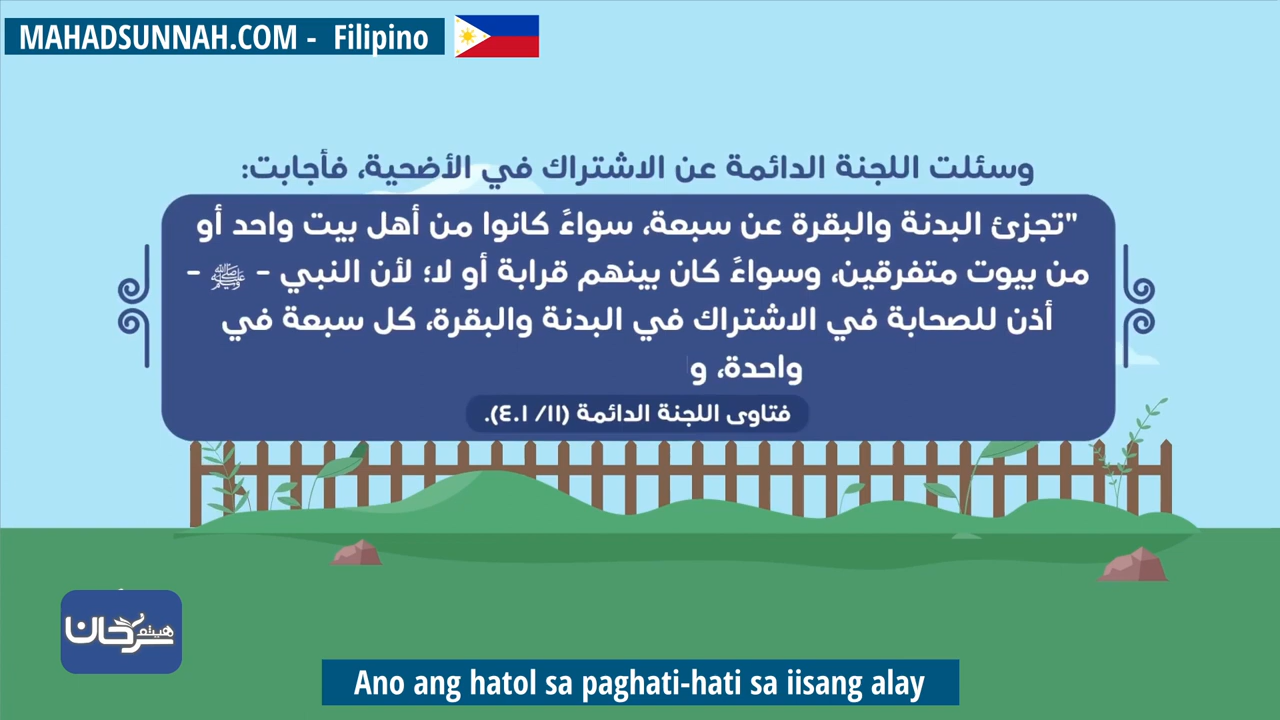 MAHADSUNNAH.COM - Filipino
وسئلت اللجنة الدائمة عن الاشتراك في الأضحية، فأجابت:
"تجزئ البدنة والبقرة عن سبعة، سواءً كانوا من أهل بيت واحد أو
من بيوت متفرقين، وسواءً كان بينهم قرابة أو لا؛ لأن النبي - ﷺ -
أذن للصحابة في الاشتراك في البدنة والبقرة، كل سبعة في
واحدة، و
فتاوى اللجنة الدائمة (١١/ ٤٠١).
هيثم سرحان
Ano ang hatol sa paghati-hati sa iisang alay